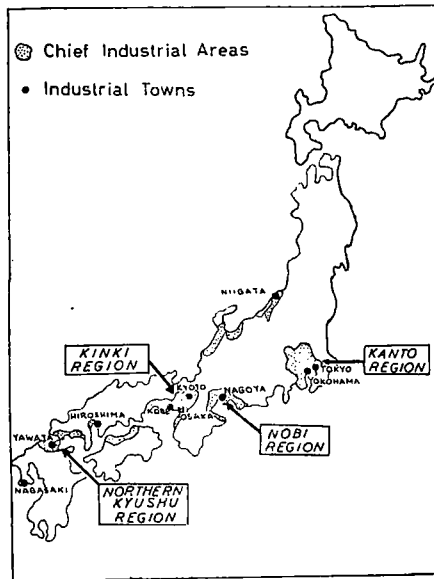 Chief Industrial Areas
Industrial Towns
NIIGATA
KINKI
REGION
KANTO
REGION
TOKYO
YOKOHAMA
KYOTO
NAGOYA
KOBE
OSAKA
HIROSHIMA
NOBI
REGION
YAWATA
NAGASAKI
NORTHERN
KYUSHU
REGION